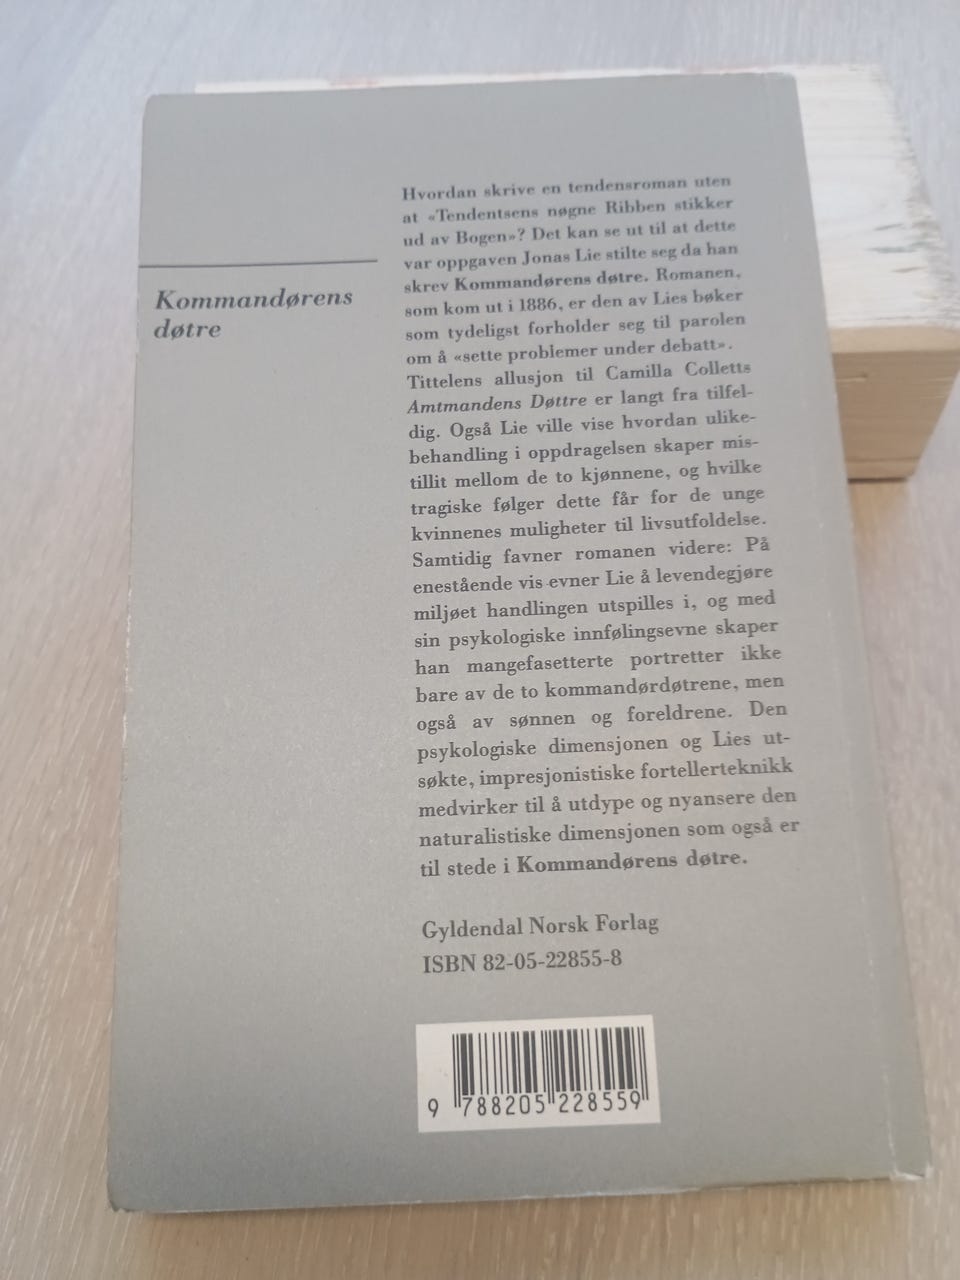 Kommandørens
døtre
Hvordan skrive en tendensroman uten
at «Tendentsens nøgne Ribben stikker
ud av Bogen»? Det kan se ut til at dette
var oppgaven Jonas Lie stilte seg da han
skrev Kommandørens døtre. Romanen,
som kom ut i 1886, er den av Lies bøker
som tydeligst forholder seg til parolen
om å «sette problemer under debatt».
Tittelens allusjon til Camilla Colletts
Amtmandens Døttre er langt fra tilfel-
dig. Også Lie ville vise hvordan ulike-
behandling i oppdragelsen skaper mis-
tillit mellom de to kjønnene, og hvilke
tragiske følger dette får for de unge
kvinnenes muligheter til livsutfoldelse.
Samtidig favner romanen videre: På
enestående vis evner Lie å levendegjøre
miljøet handlingen utspilles i, og med
sin psykologiske innfølingsevne skaper
han mangefasetterte portretter ikke
bare av de to kommandørdøtrene, men
også av sønnen og foreldrene. Den
psykologiske dimensjonen og Lies ut-
søkte, impresjonistiske fortellerteknikk
medvirker til å utdype og nyansere den
naturalistiske dimensjonen som også er
til stede i Kommandørens døtre.
Gyldendal Norsk Forlag
ISBN 82-05-22855-8
9 788205 228559